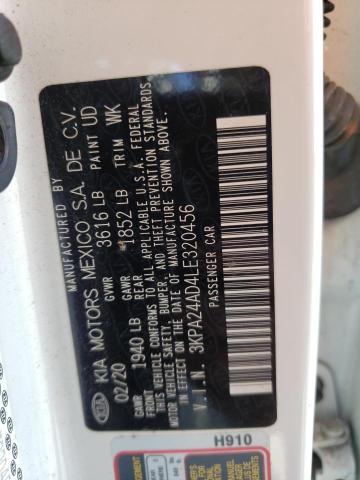 MANUFACTURED BY
KIA MOTORS MEXICO S.A. DE C.V.
02/20 GVWR 3616 LB PAINT UD
GAWR FRONT 1940 LB GAWR REAR 1852 LB TRIM WK
THIS VEHICLE CONFORMS TO ALL APPLICABLE U.S.A. FEDERAL
MOTOR VEHICLE SAFETY AND THEFT PREVENTION STANDARDS
IN EFFECT ON THE DATE OF MANUFACTURE SHOWN ABOVE.
V.I.N. 3KPA24AD4LE320456
PASSENGER CAR
H910